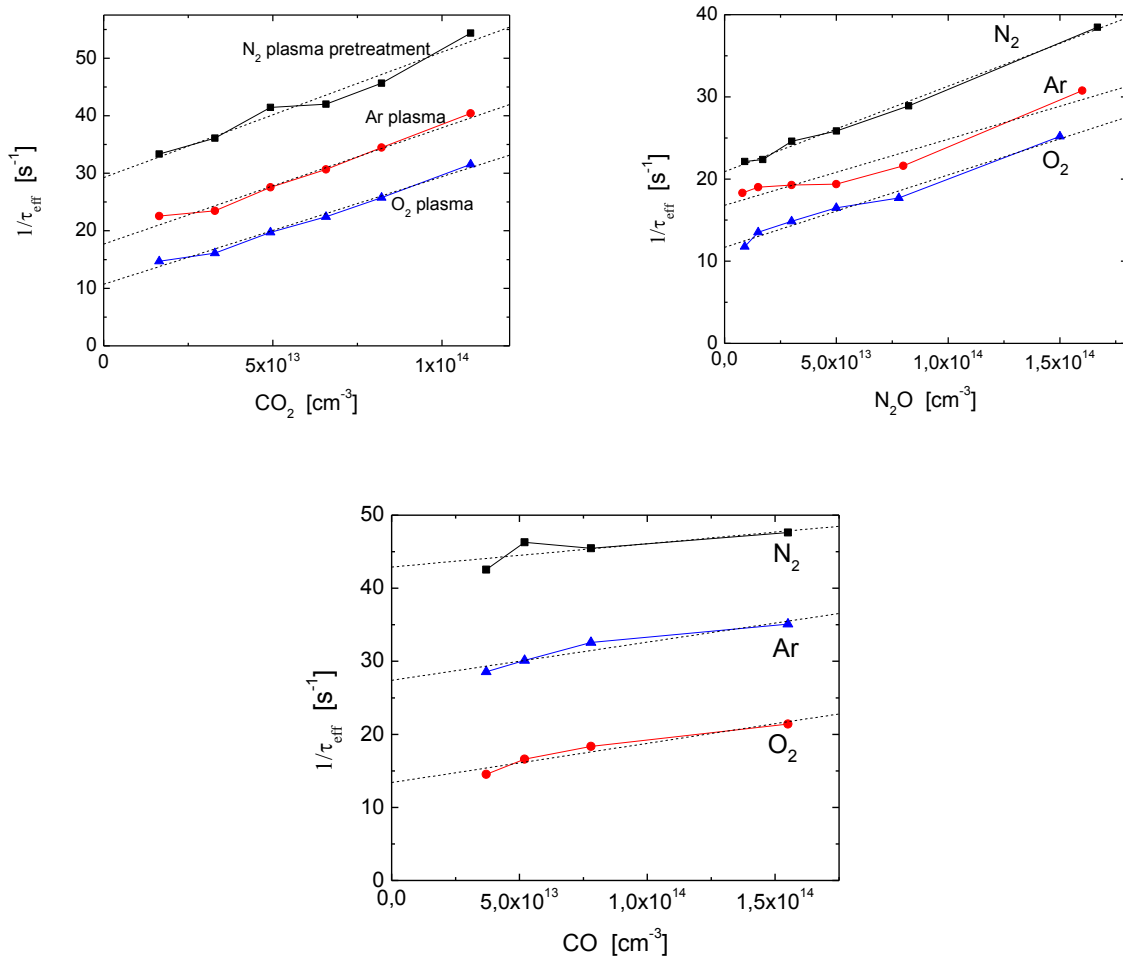 50
40
30
20
10
0
1/τeff [s-1]
N2 plasma pretreatment
Ar plasma
O2 plasma
0
5x10^13
1x10^14
CO2 [cm-3]
40
30
20
10
0
1/τeff [s-1]
N2
Ar
O2
0,0
5,0x10^13
1,0x10^14
1,5x10^14
N2O [cm-3]
50
40
30
20
10
0
1/τeff [s-1]
N2
Ar
O2
0,0
5,0x10^13
1,0x10^14
1,5x10^14
CO [cm-3]